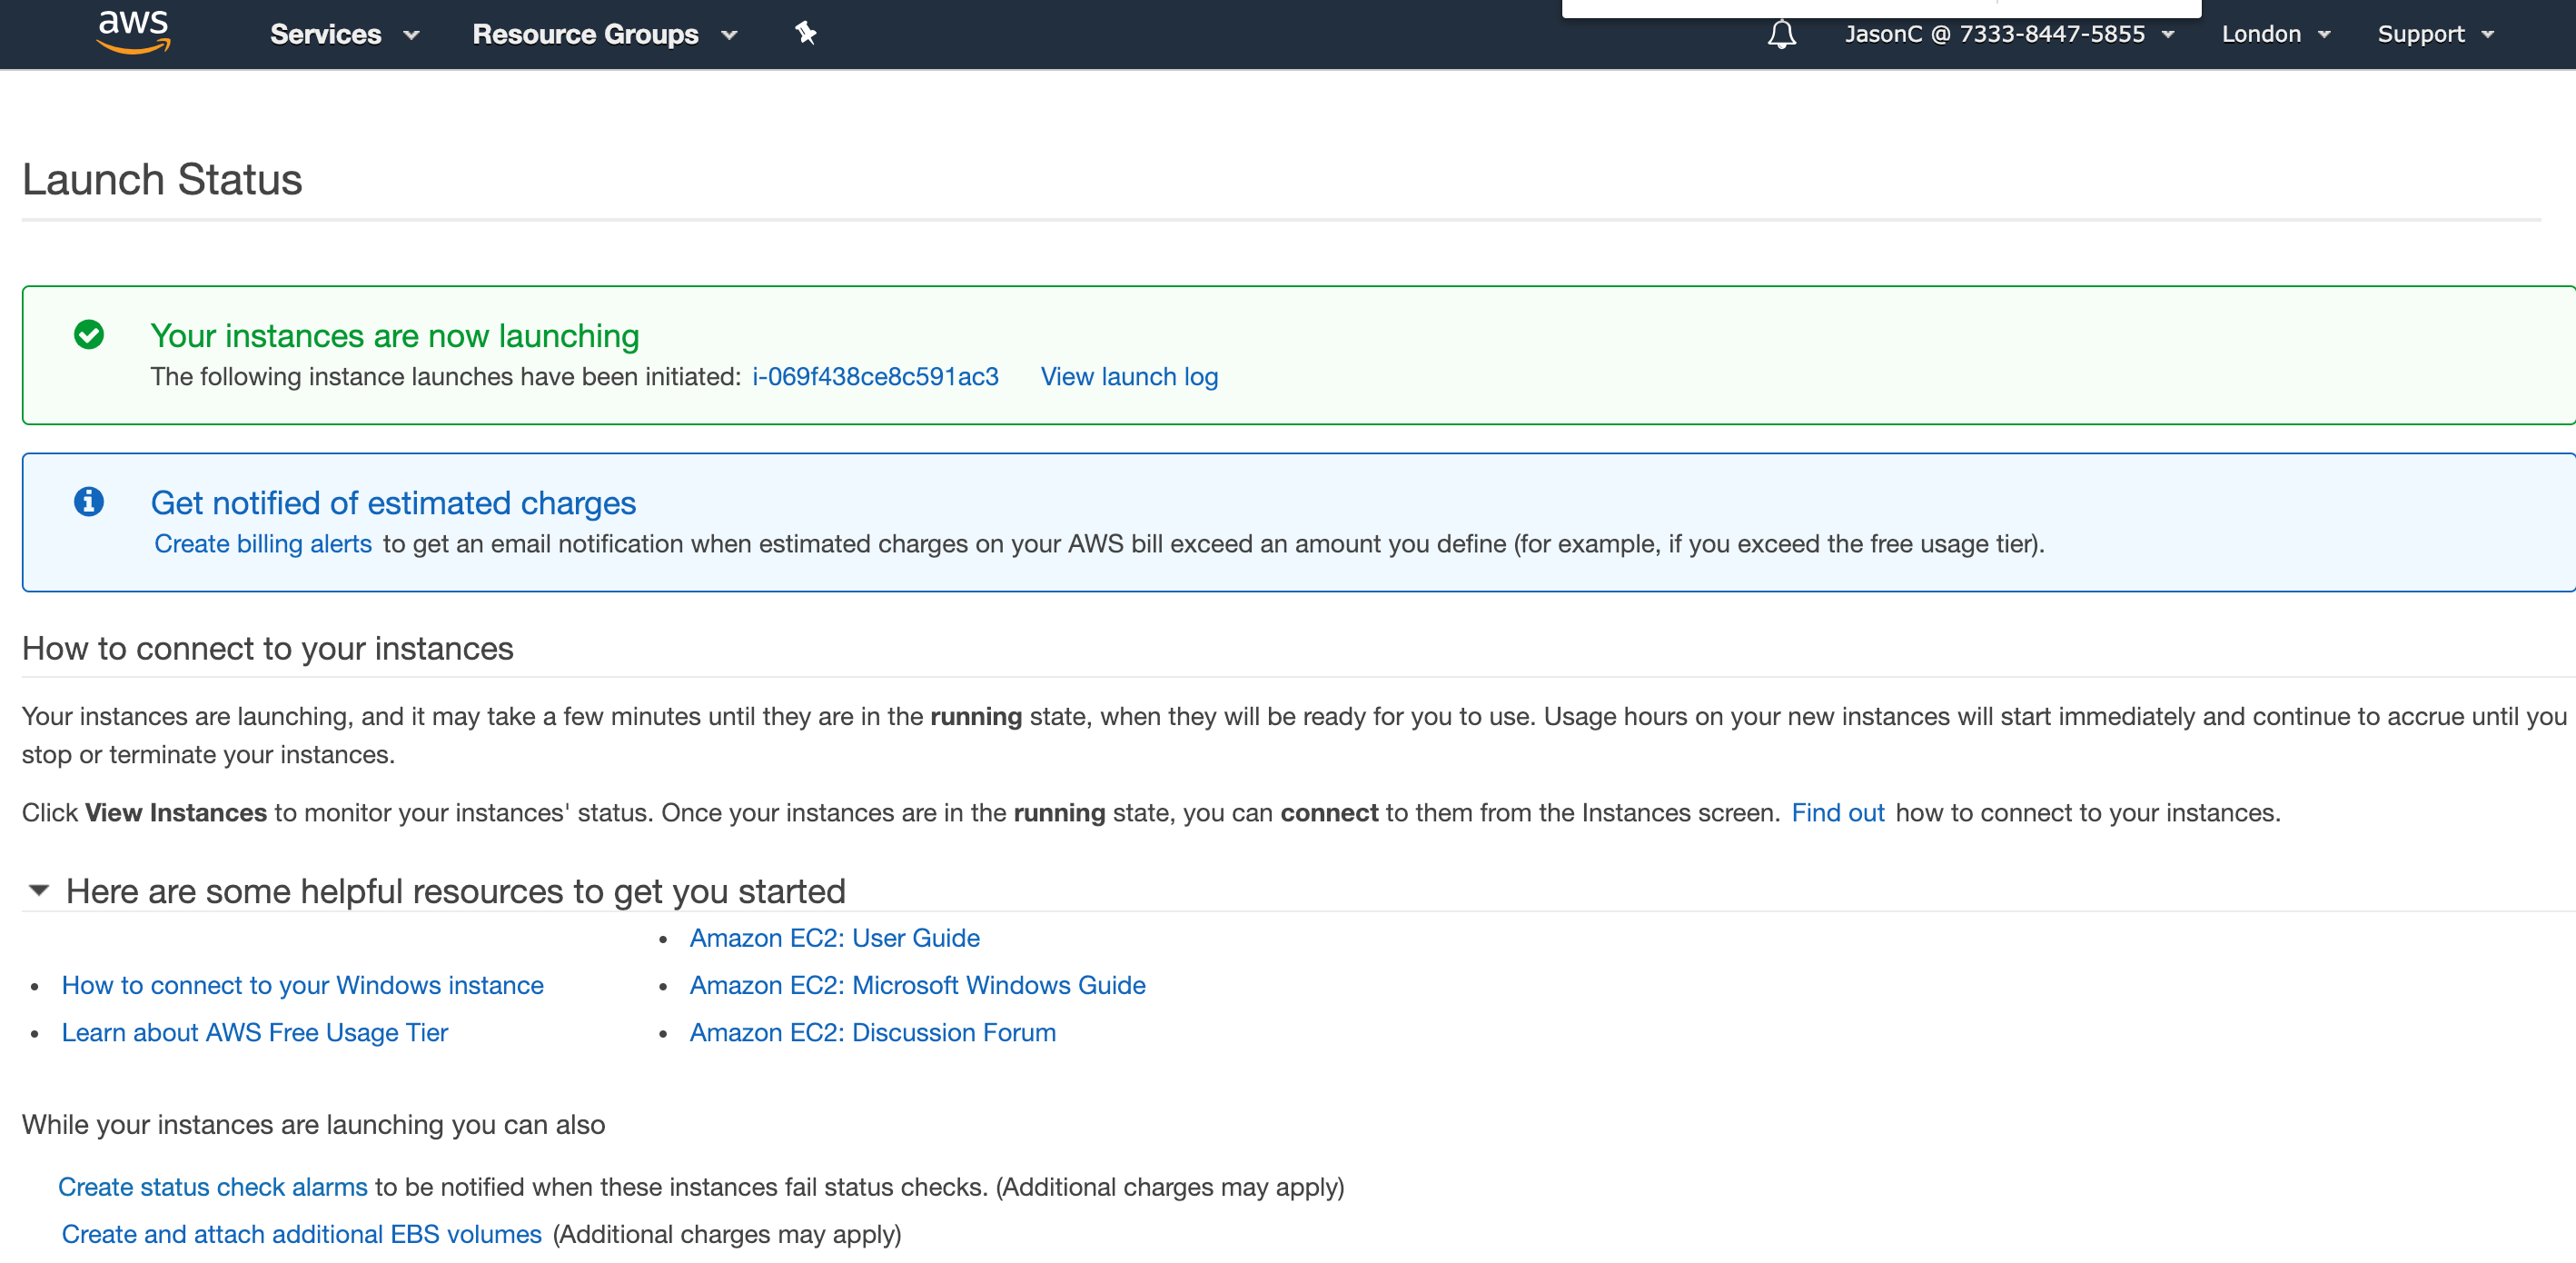 aws Services Resource Groups JasonC @ 7333-8447-5855 London Support
Launch Status
Your instances are now launching
The following instance launches have been initiated: i-069f438ce8c591ac3 View launch log
Get notified of estimated charges
Create billing alerts to get an email notification when estimated charges on your AWS bill exceed an amount you define (for example, if you exceed the free usage tier).
How to connect to your instances
Your instances are launching, and it may take a few minutes until they are in the running state, when they will be ready for you to use. Usage hours on your new instances will start immediately and continue to accrue until you
stop or terminate your instances.
Click View Instances to monitor your instances' status. Once your instances are in the running state, you can connect to them from the Instances screen. Find out how to connect to your instances.
Here are some helpful resources to get you started
• Amazon EC2: User Guide
• How to connect to your Windows instance • Amazon EC2: Microsoft Windows Guide
• Learn about AWS Free Usage Tier • Amazon EC2: Discussion Forum
While your instances are launching you can also
Create status check alarms to be notified when these instances fail status checks. (Additional charges may apply)
Create and attach additional EBS volumes (Additional charges may apply)